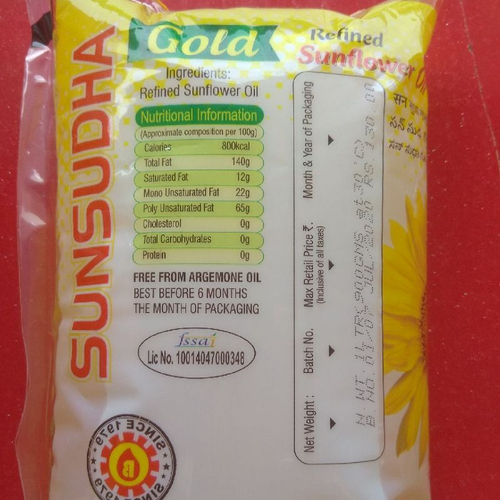 SUNSUDHA
Gold
Refined
Sunflower Oil
Ingredients:
Refined Sunflower Oil
Nutritional Information
(Approximate composition per 100g)
Calories 800kcal
Total Fat 140g
Saturated Fat 12g
Mono Unsaturated Fat 22g
Poly Unsaturated Fat 65g
Cholesterol 0g
Total Carbohydrates 0g
Protein 0g
FREE FROM ARGEMONE OIL
BEST BEFORE 6 MONTHS
THE MONTH OF PACKAGING
fssai
Lic No. 10014047000348
Net Weight :
Batch No.
Max Retail Price ₹.
(Inclusive of all taxes)
Month & Year of Packaging
SINCE 1979